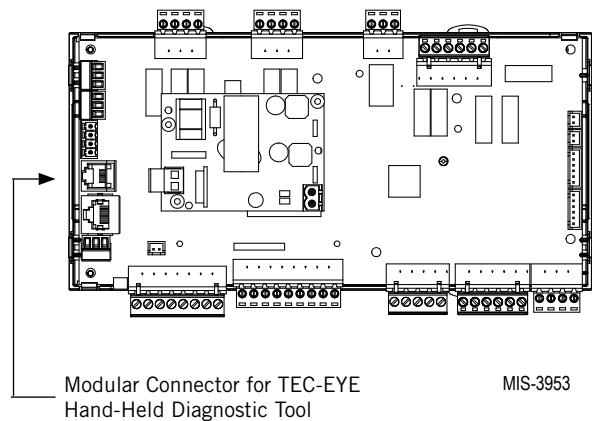 Modular Connector for TEC-EYE
Hand-Held Diagnostic Tool
MIS-3953